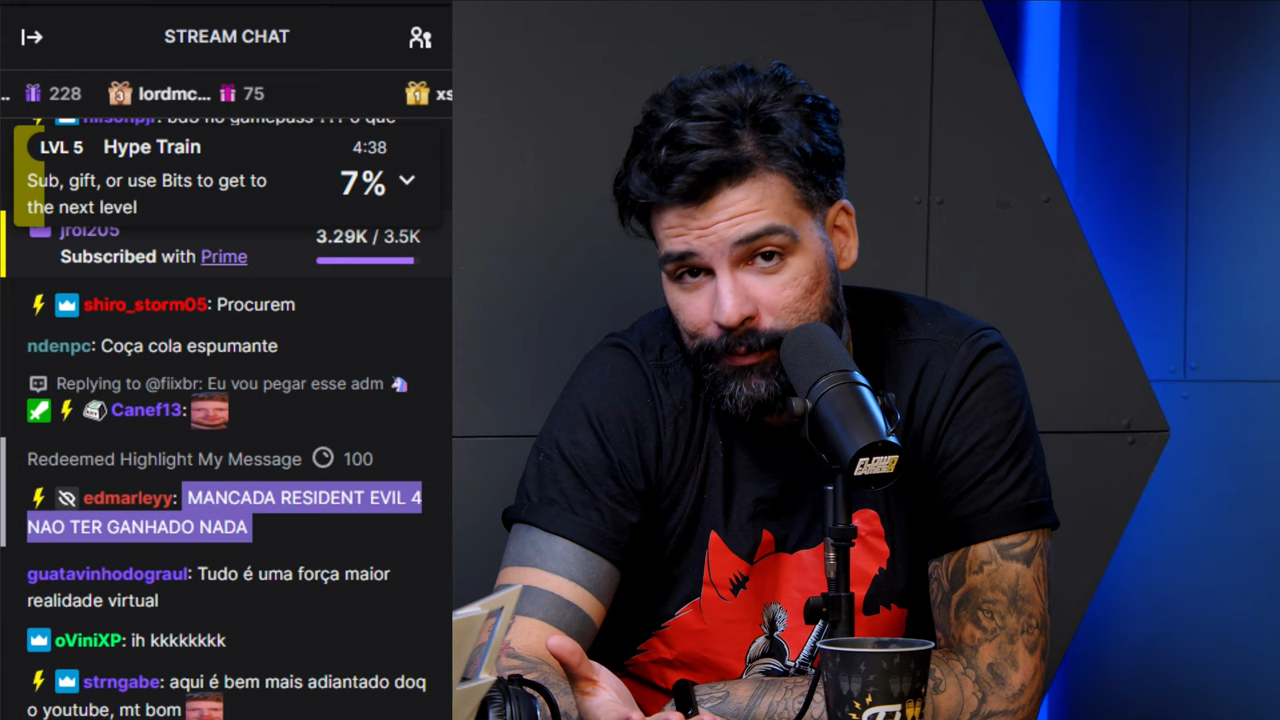 STREAM CHAT
.. 228 3 lordmc... 75 1 xs
LVL 5 Hype Train 4:38
Sub, gift, or use Bits to get to
the next level
7%
jroi205
3.29K / 3.5K
Subscribed with Prime
shiro_storm05: Procurem
ndenpc: Coça cola espumante
Replying to @fiixbr: Eu vou pegar esse adm
Canef13:
Redeemed Highlight My Message 100
edmarleyy: MANCADA RESIDENT EVIL 4
NAO TER GANHADO NADA
guatavinhodograul: Tudo é uma força maior
realidade virtual
oViniXP: ih kkkkkkkk
strngabe: aqui é bem mais adiantado doq
o youtube, mt bom
FLOW
GAMES